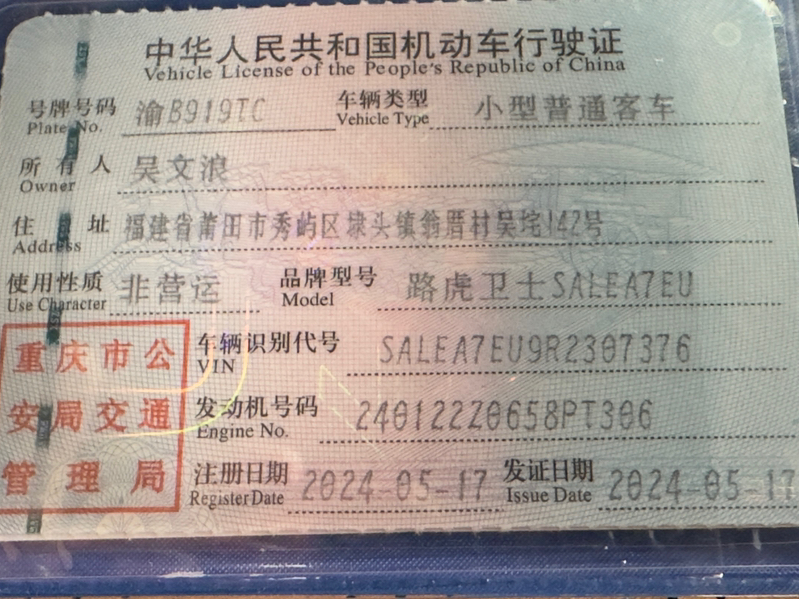 中华人民共和国机动车行驶证
Vehicle License of the People's Republic of China
号牌号码 渝B919TC 车辆类型 小型普通客车
Plate No. Vehicle Type
所有人 吴文浪
Owner
住址 福建省莆田市秀屿区埭头镇翁厝村吴垞142号
Address
使用性质 非营运 品牌型号 路虎卫士SALEA7EU
Use Character Model
车辆识别代号 SALEA7EU9R2307376
VIN
发动机号码 240122Z0658PT306
Engine No.
注册日期 2024-05-17 发证日期 2024-05-17
Register Date Issue Date
重庆市公
安局交通
管理局